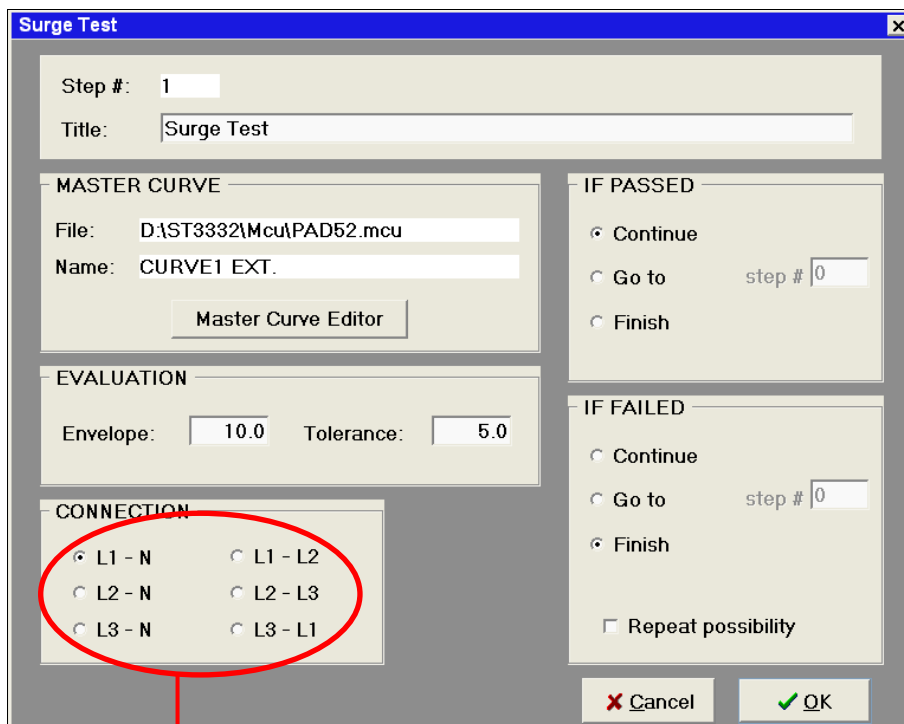 Surge Test
Step #: 1
Title: Surge Test
MASTER CURVE
File: D:\ST3332\Mcu\PAD52.mcu
Name: CURVE1 EXT.
Master Curve Editor
EVALUATION
Envelope: 10.0 Tolerance: 5.0
CONNECTION
L1 - N L1 - L2
L2 - N L2 - L3
L3 - N L3 - L1
IF PASSED
Continue
Go to step # 0
Finish
IF FAILED
Continue
Go to step # 0
Finish
Repeat possibility
Cancel OK